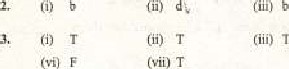 2. (i) b (ii) d (iii) b
3. (i) T (ii) T (iii) T
(vi) F (vii) T